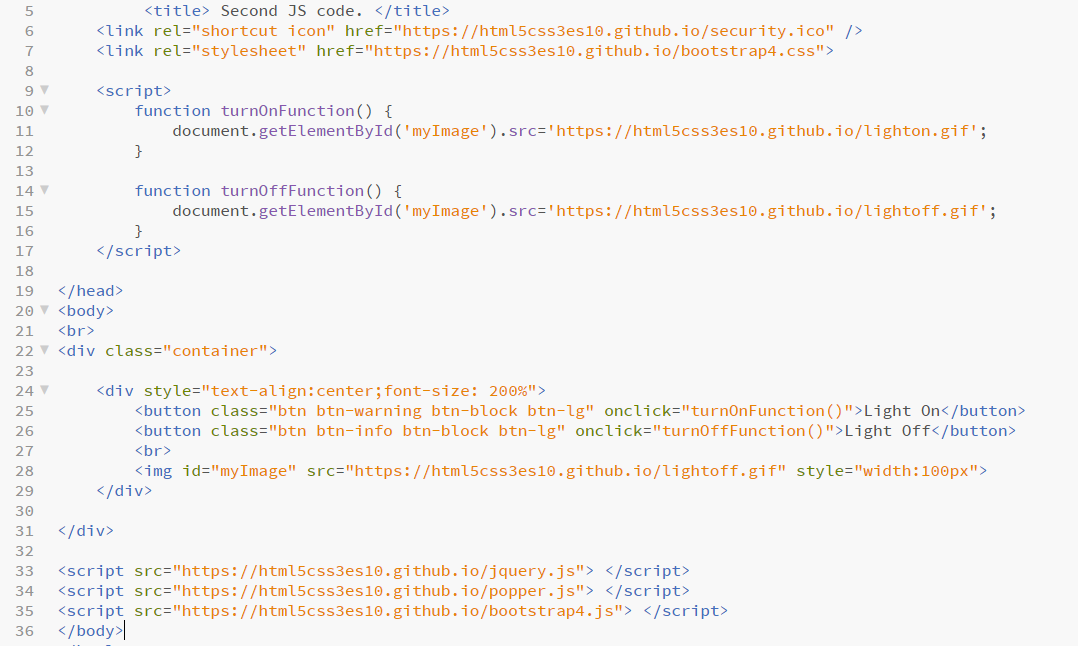 5 <title> Second JS code. </title>
6 <link rel="shortcut icon" href="https://html5css3es10.github.io/security.ico" />
7 <link rel="stylesheet" href="https://html5css3es10.github.io/bootstrap4.css">
8
9 <script>
10 function turnOnFunction() {
11 document.getElementById('myImage').src='https://html5css3es10.github.io/lighton.gif';
12 }
13
14 function turnOffFunction() {
15 document.getElementById('myImage').src='https://html5css3es10.github.io/lightoff.gif';
16 }
17 </script>
18
19 </head>
20 <body>
21 <br>
22 <div class="container">
23
24 <div style="text-align:center;font-size: 200%">
25 <button class="btn btn-warning btn-block btn-lg" onclick="turnOnFunction()">Light On</button>
26 <button class="btn btn-info btn-block btn-lg" onclick="turnOffFunction()">Light Off</button>
27 <br>
28 <img id="myImage" src="https://html5css3es10.github.io/lightoff.gif" style="width:100px">
29 </div>
30
31 </div>
32
33 <script src="https://html5css3es10.github.io/jquery.js"> </script>
34 <script src="https://html5css3es10.github.io/popper.js"> </script>
35 <script src="https://html5css3es10.github.io/bootstrap4.js"> </script>
36 </body>